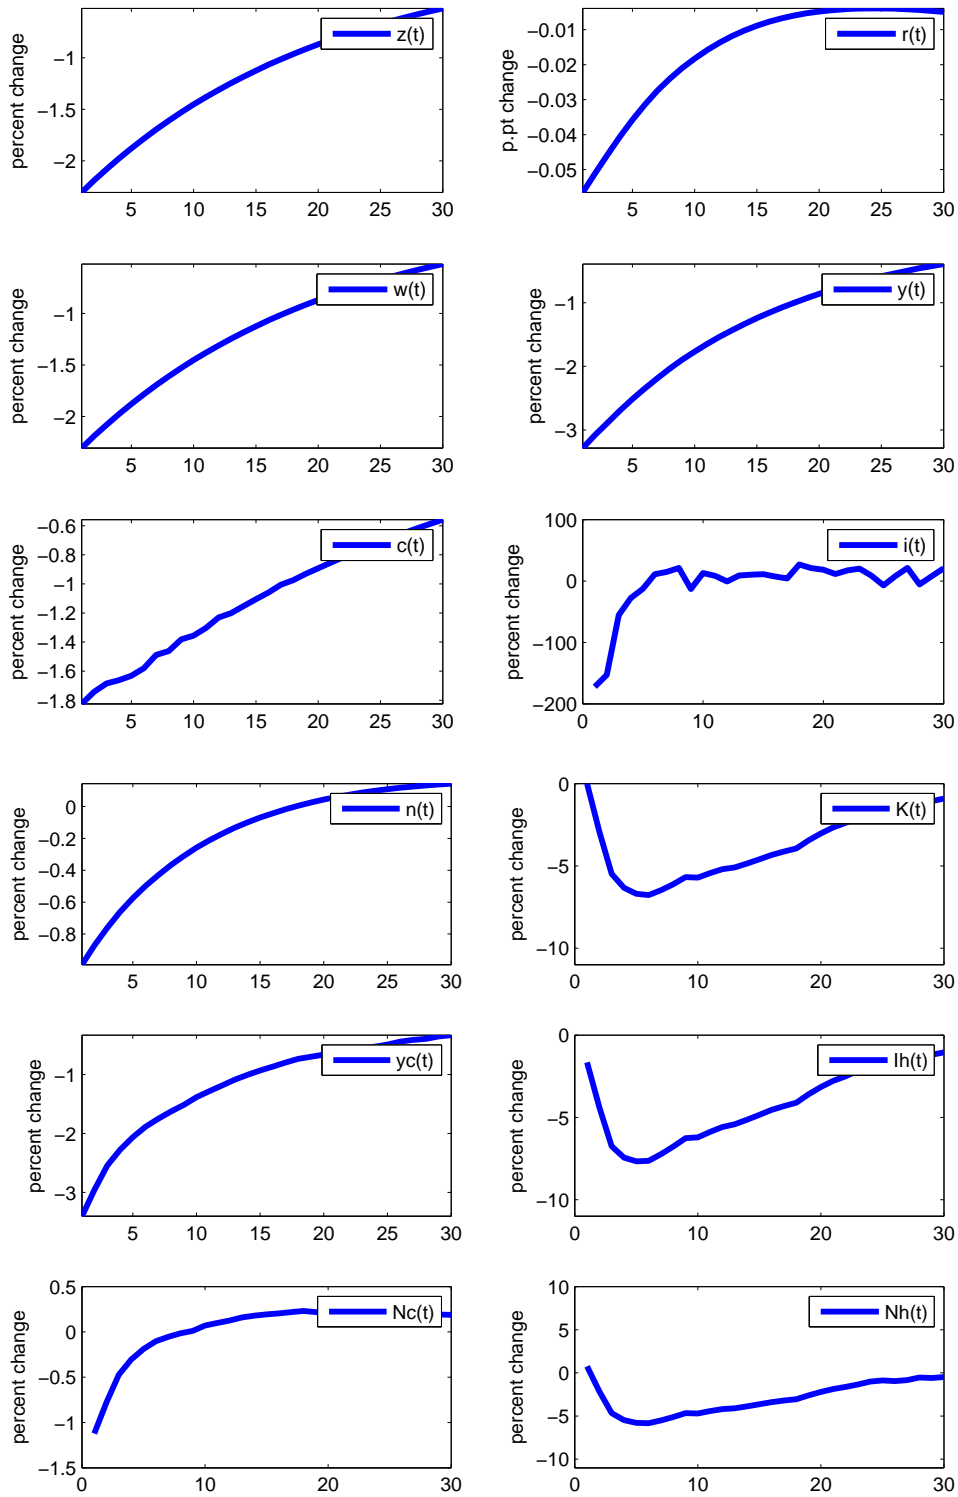 z(t)
percent change
−1
−1.5
−2
5 10 15 20 25 30
r(t)
p.pt change
−0.01
−0.02
−0.03
−0.04
−0.05
5 10 15 20 25 30
w(t)
percent change
−1
−1.5
−2
5 10 15 20 25 30
y(t)
percent change
−1
−2
−3
5 10 15 20 25 30
c(t)
percent change
−0.6
−0.8
−1
−1.2
−1.4
−1.6
−1.8
5 10 15 20 25 30
i(t)
percent change
100
0
−100
−200
0 10 20 30
n(t)
percent change
0
−0.2
−0.4
−0.6
−0.8
5 10 15 20 25 30
K(t)
percent change
0
−5
−10
0 10 20 30
yc(t)
percent change
−1
−2
−3
5 10 15 20 25 30
Ih(t)
percent change
0
−5
−10
0 10 20 30
Nc(t)
percent change
0.5
0
−0.5
−1
−1.5
0 10 20 30
Nh(t)
percent change
10
5
0
−5
−10
0 10 20 30